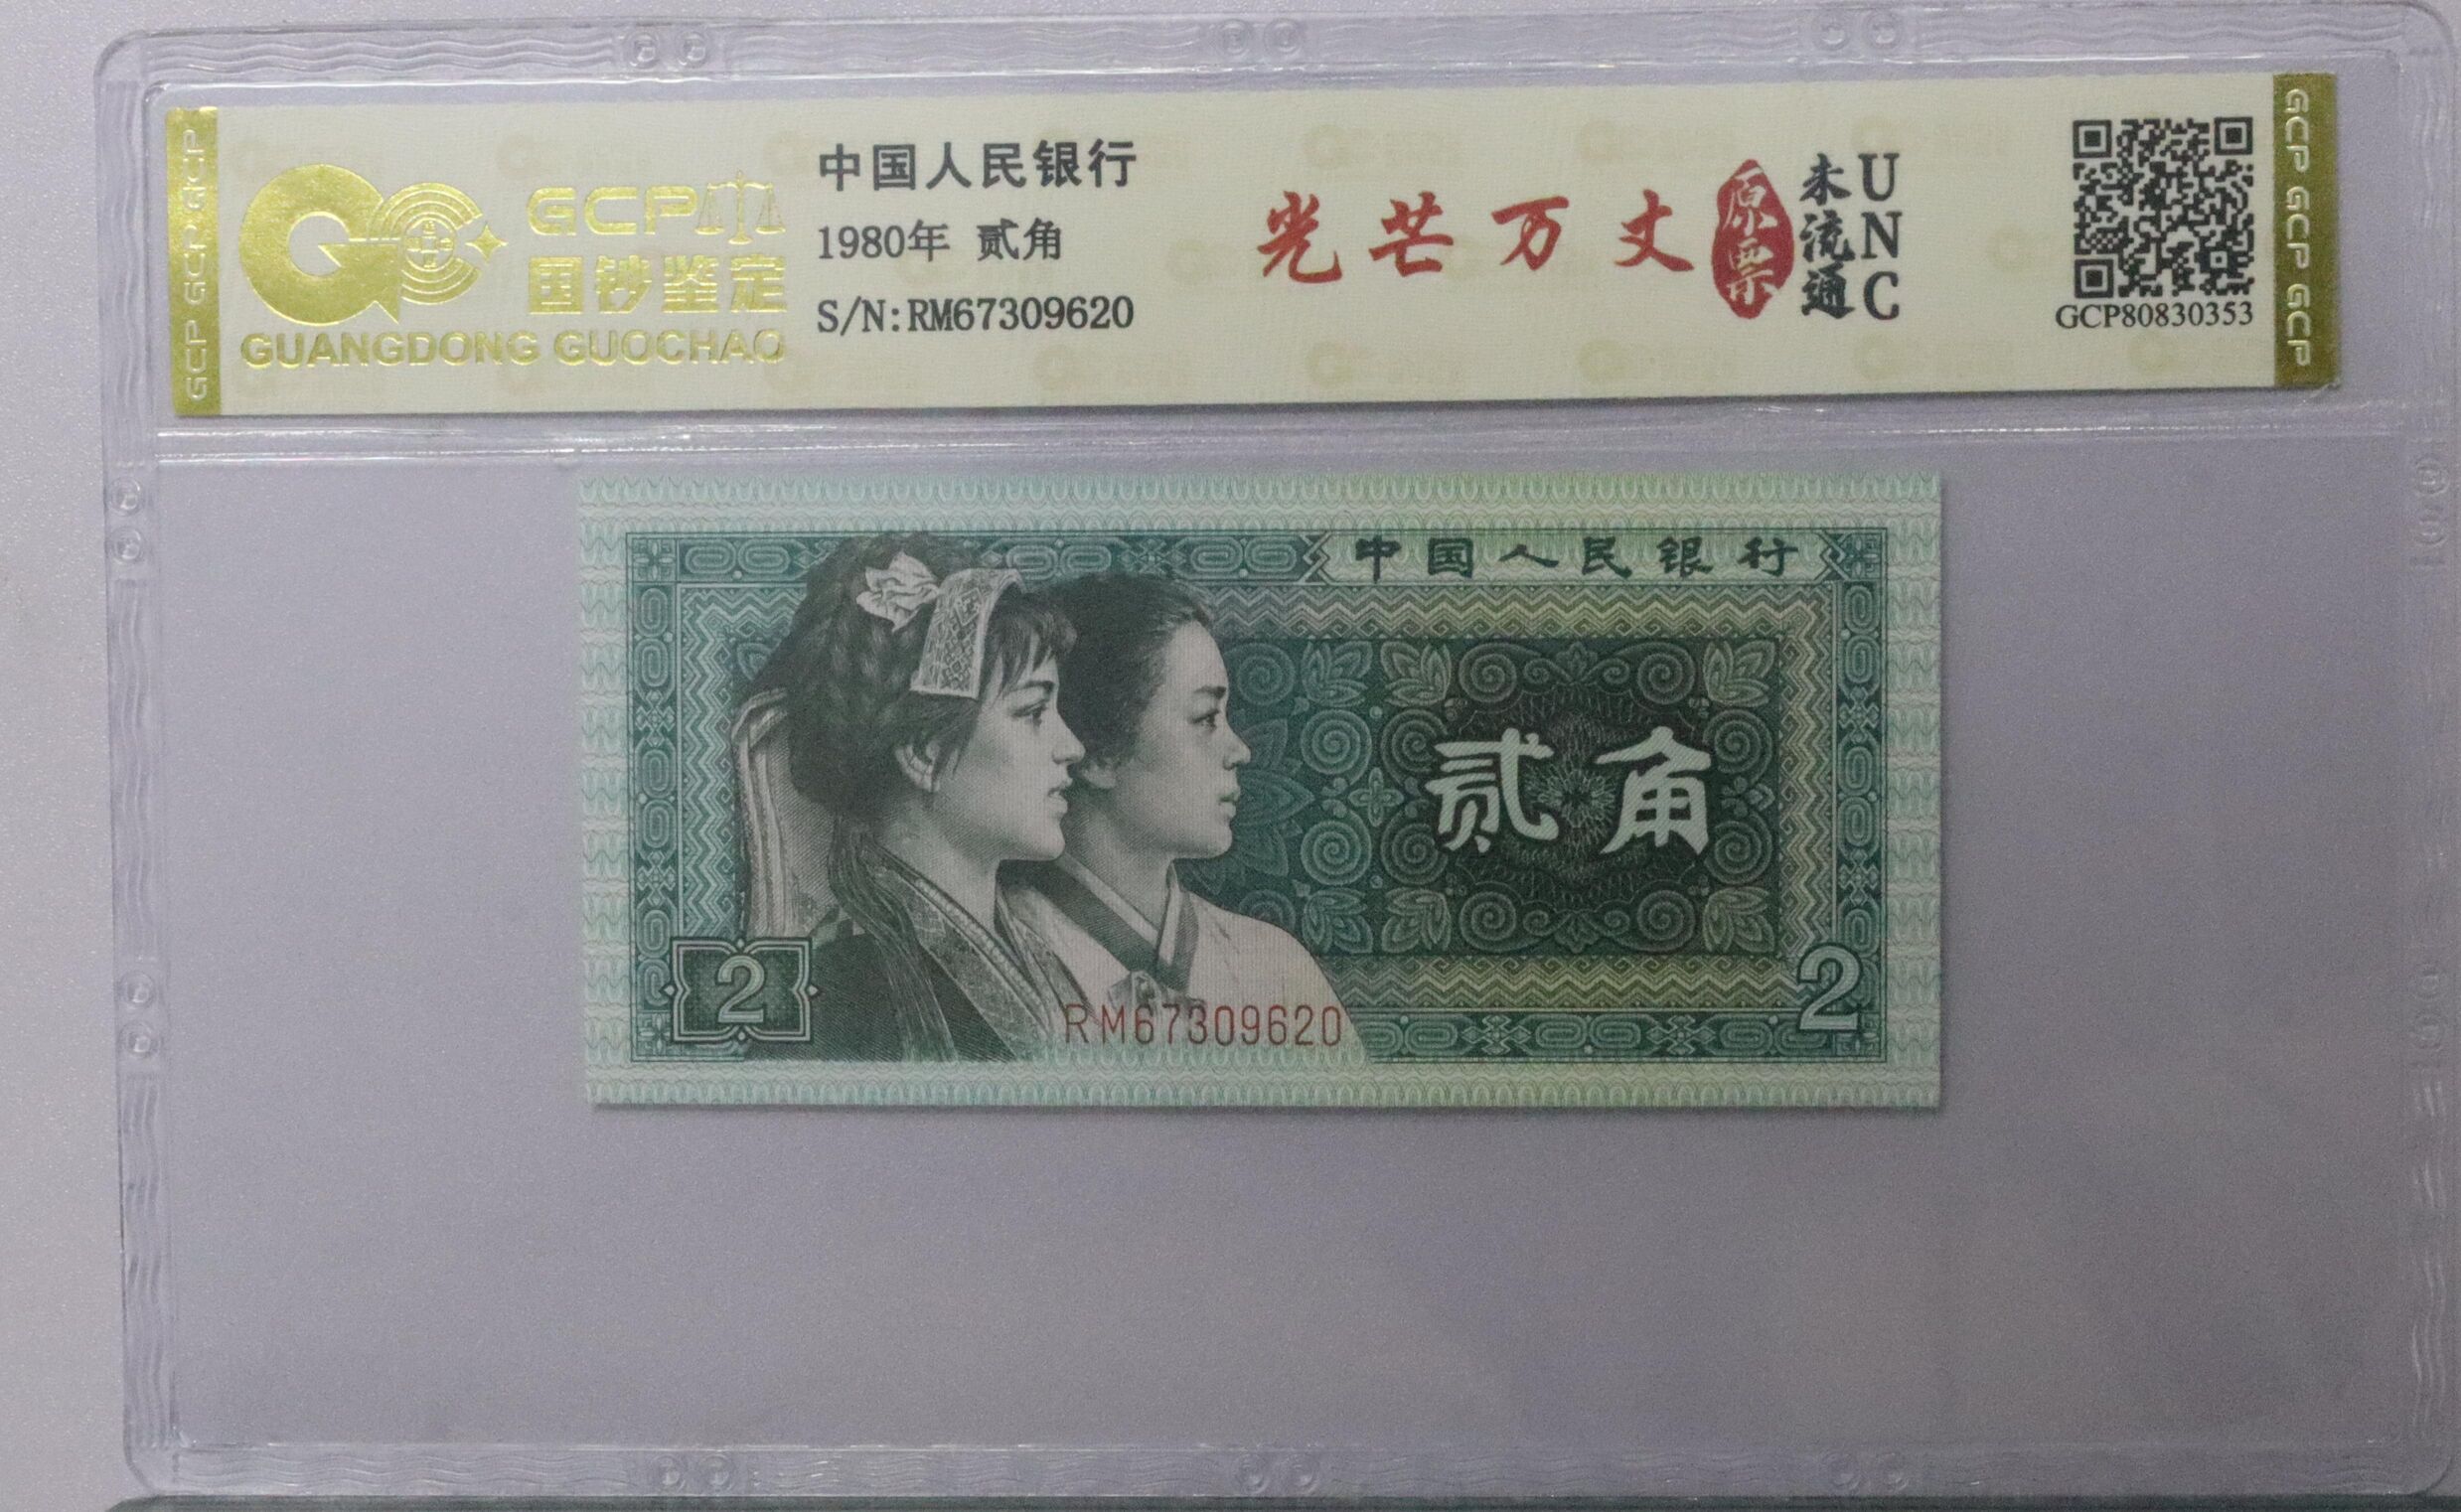 GCP GCP GCP
GCP
国钞鉴定
GUANGDONG GUOCHAO
中国人民银行
1980年 贰角
S/N:RM67309620
光芒万丈
原票
未流通
UNC
GCP80830353
GCP GCP GCP
中国人民银行
贰角
2
RM67309620
2